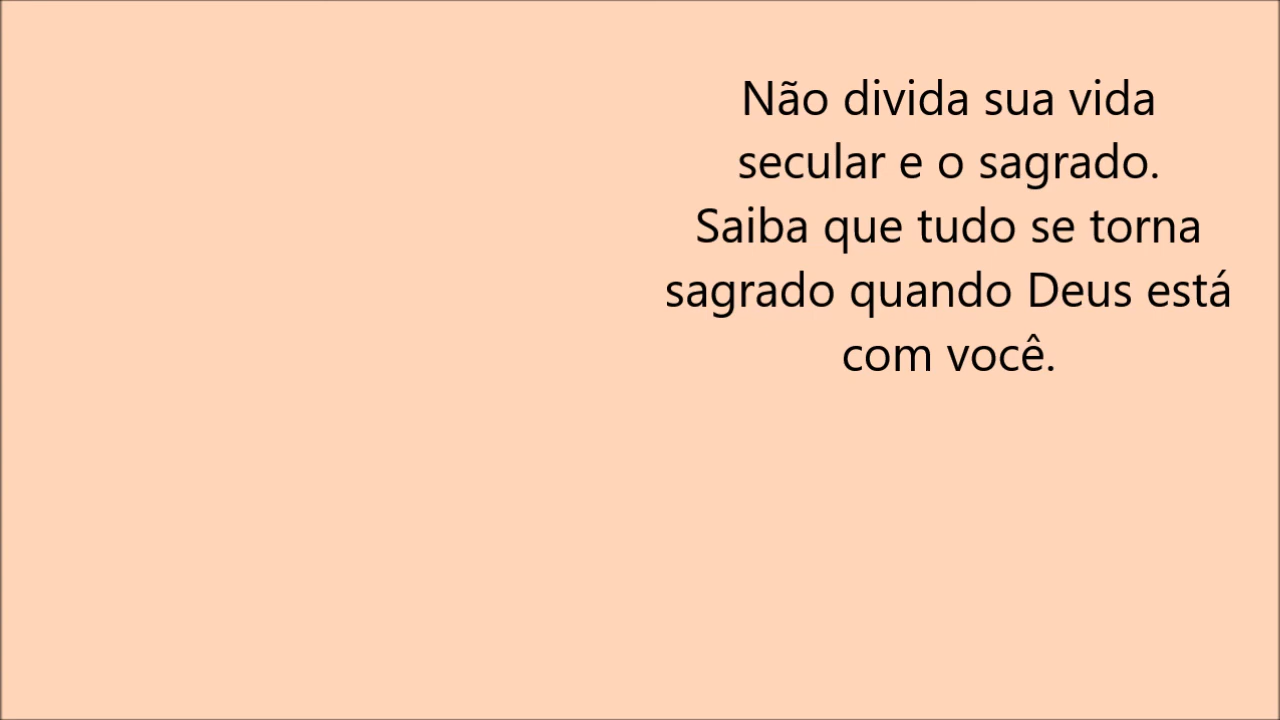 Não divida sua vida
secular e o sagrado.
Saiba que tudo se torna
sagrado quando Deus está
com você.